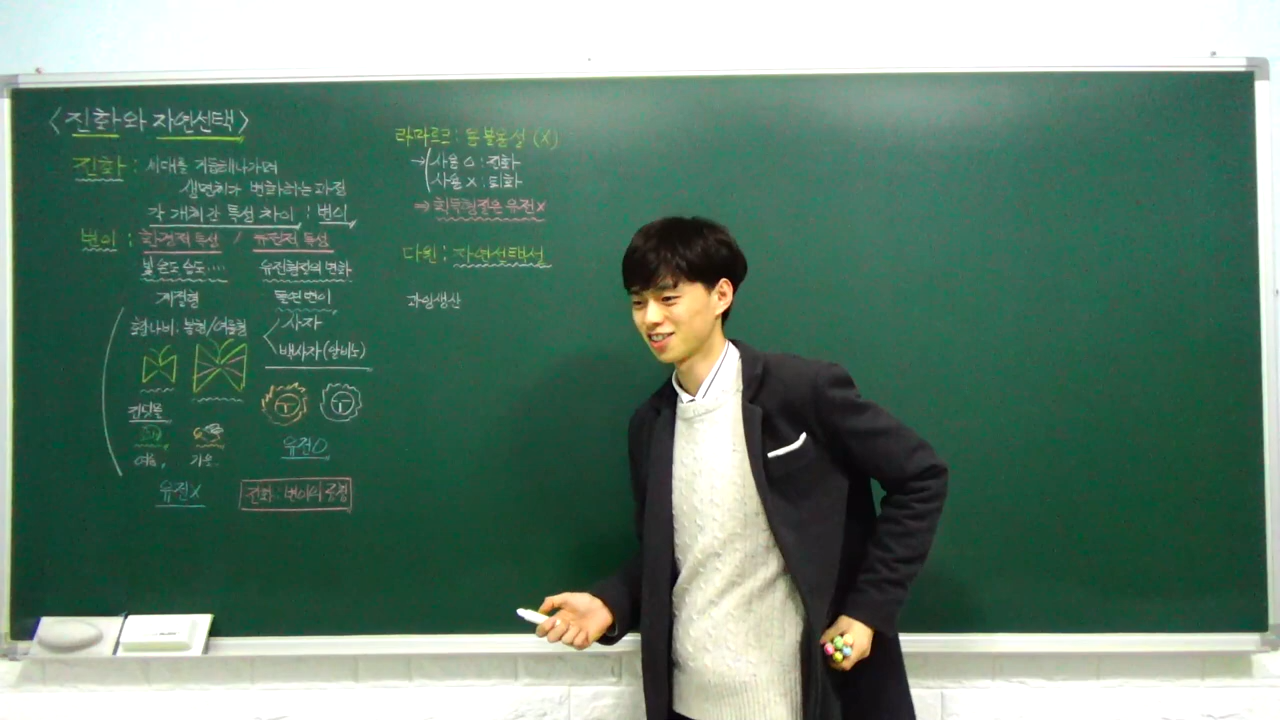 <진화와 자연선택>
진화 : 세대를 거듭해나가며
생명체가 변화하는 과정
각 개체간 특성 차이 : 변이
변이 : 환경적 특성 / 유전적 특성
빛 온도 습도.... 유전형질의 변화
계절형 돌연변이
호랑나비 : 봄형/여름형
사자
백사자(알비노)
여름, 가을
유전X
유전O
진화 : 변이의 축적
라마르크 : 용불용설 (X)
→ 사용 O : 진화
사용 X : 퇴화
⇒ 획득형질은 유전X
다윈 : 자연선택설
과잉생산